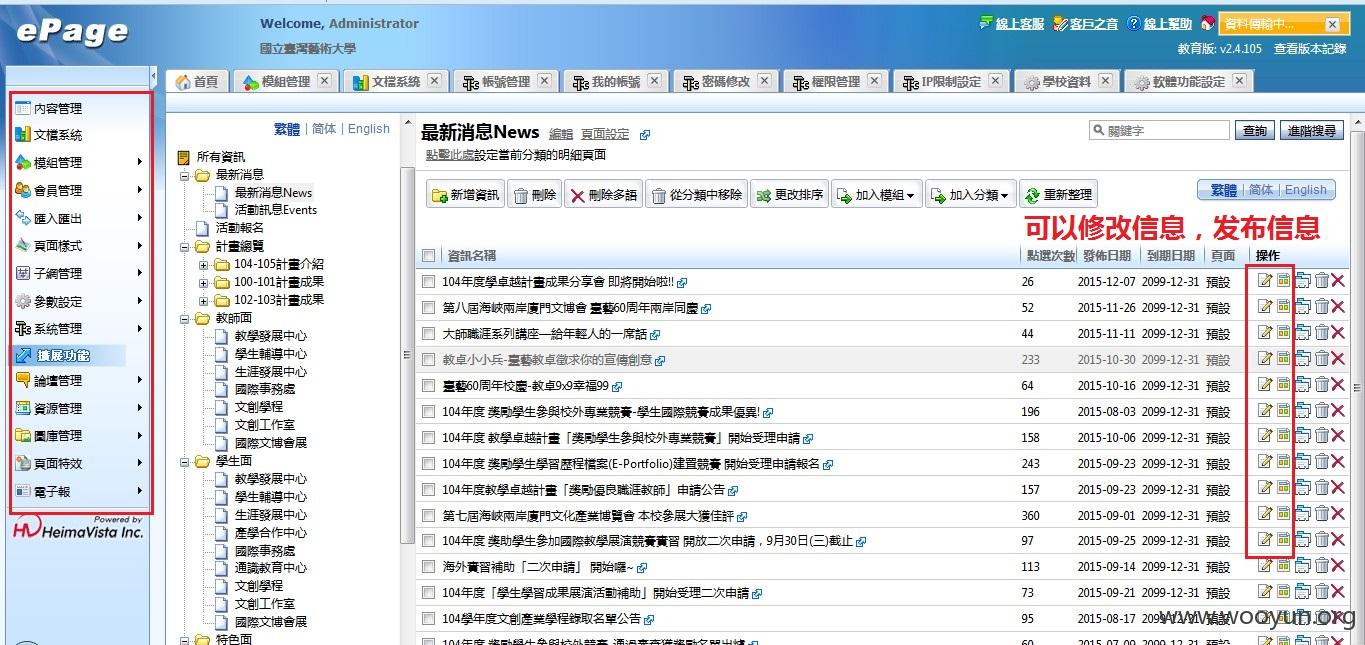 ePage
Welcome, Administrator
國立臺灣藝術大學
線上客服 客戶之音 線上幫助 資料傳輸中...
教育版: v2.4.105 查看版本記錄
首頁 模組管理 文檔系統 帳號管理 我的帳號 密碼修改 權限管理 IP限制設定 學校資料 軟體功能設定
內容管理
文檔系統
模組管理
會員管理
匯入匯出
頁面樣式
子網管理
參數設定
系統管理
擴展功能
論壇管理
資源管理
圖庫管理
頁面特效
電子報
Powered by
HeimaVista Inc.
繁體 | 简体 | English
所有資訊
最新消息
最新消息News
活動訊息Events
活動報名
計畫總覽
104-105計畫介紹
100-101計畫成果
102-103計畫成果
教師面
教學發展中心
學生輔導中心
生涯發展中心
國際事務處
文創學程
文創工作室
國際文博會展
學生面
教學發展中心
學生輔導中心
生涯發展中心
產學合作中心
國際事務處
通識教育中心
文創學程
文創工作室
國際文博會展
特色面
最新消息News 編輯 頁面設定
關鍵字 查詢 進階搜尋
點擊此處設定當前分類的明細頁面
新增資訊 刪除 刪除多語 從分類中移除 更改排序 加入模組 加入分類 重新整理
繁體 | 简体 | English
可以修改信息，发布信息
資訊名稱 點選次數 發佈日期 到期日期 頁面 操作
104年度學卓越計畫成果分享會 即將開始啦!! 26 2015-12-07 2099-12-31 預設
第八屆海峽兩岸廈門文博會 臺藝60周年兩岸同慶 52 2015-11-26 2099-12-31 預設
大師職涯系列講座—給年輕人的一席話 44 2015-11-11 2099-12-31 預設
教卓小小兵-臺藝教卓徵求你的宣傳創意 233 2015-10-30 2099-12-31 預設
臺藝60周年校慶-教卓9x9幸福99 64 2015-10-16 2099-12-31 預設
104年度 獎勵學生參與校外專業競賽-學生國際競賽成果優異! 196 2015-08-03 2099-12-31 預設
104年度 教學卓越計畫「獎勵學生參與校外專業競賽」開始受理申請 158 2015-10-06 2099-12-31 預設
104年度 獎勵學生學習歷程檔案(E-Portfolio)建置競賽 開始受理申請報名 243 2015-09-23 2099-12-31 預設
104年度教學卓越計畫「獎勵優良職涯教師」申請公告 157 2015-09-23 2099-12-31 預設
第七屆海峽兩岸廈門文化產業博覽會 本校參展大獲佳評 360 2015-09-01 2099-12-31 預設
104年度 獎助學生參加國際教學展演競賽實習 開放二次申請，9月30日(三)截止 97 2015-09-25 2099-12-31 預設
海外實習補助「二次申請」 開始囉~ 113 2015-09-14 2099-12-31 預設
104年度「學生學習成果展演活動補助」開始受理二次申請 73 2015-09-21 2099-12-31 預設
104學年度文創產業學程錄取名單公告 95 2015-08-17 2099-12-31 預設
60 2015-07-09 2099-12-31 預設
www.wooyun.org